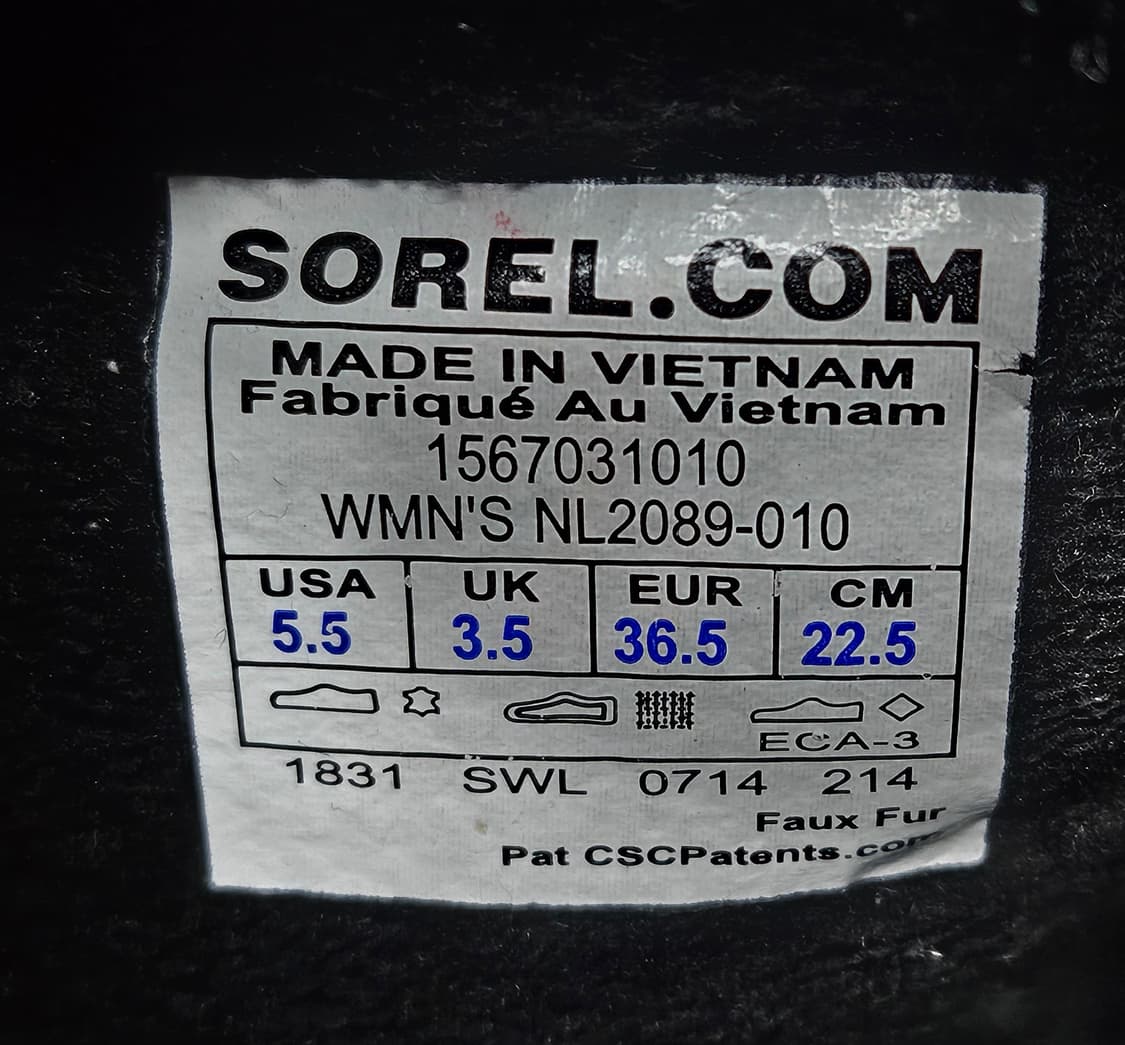 SOREL.COM
MADE IN VIETNAM
Fabriqué Au Vietnam
1567031010
WMN'S NL2089-010
USA UK EUR CM
5.5 3.5 36.5 22.5
ECA-3
1831 SWL 0714 214
Faux Fur
Pat CSCPatents.com